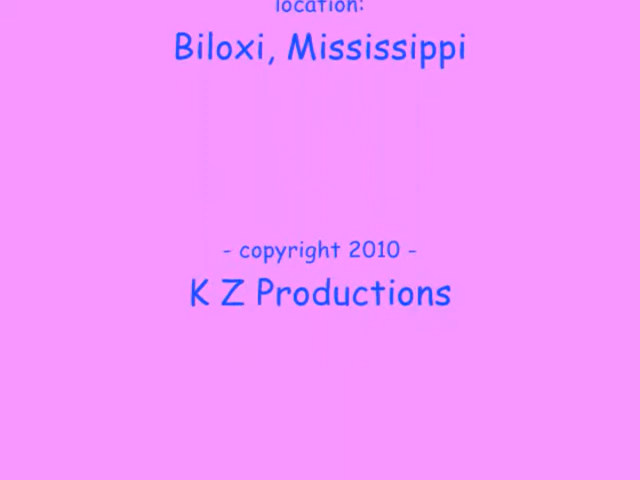 location:
Biloxi, Mississippi
- copyright 2010 -
K Z Productions